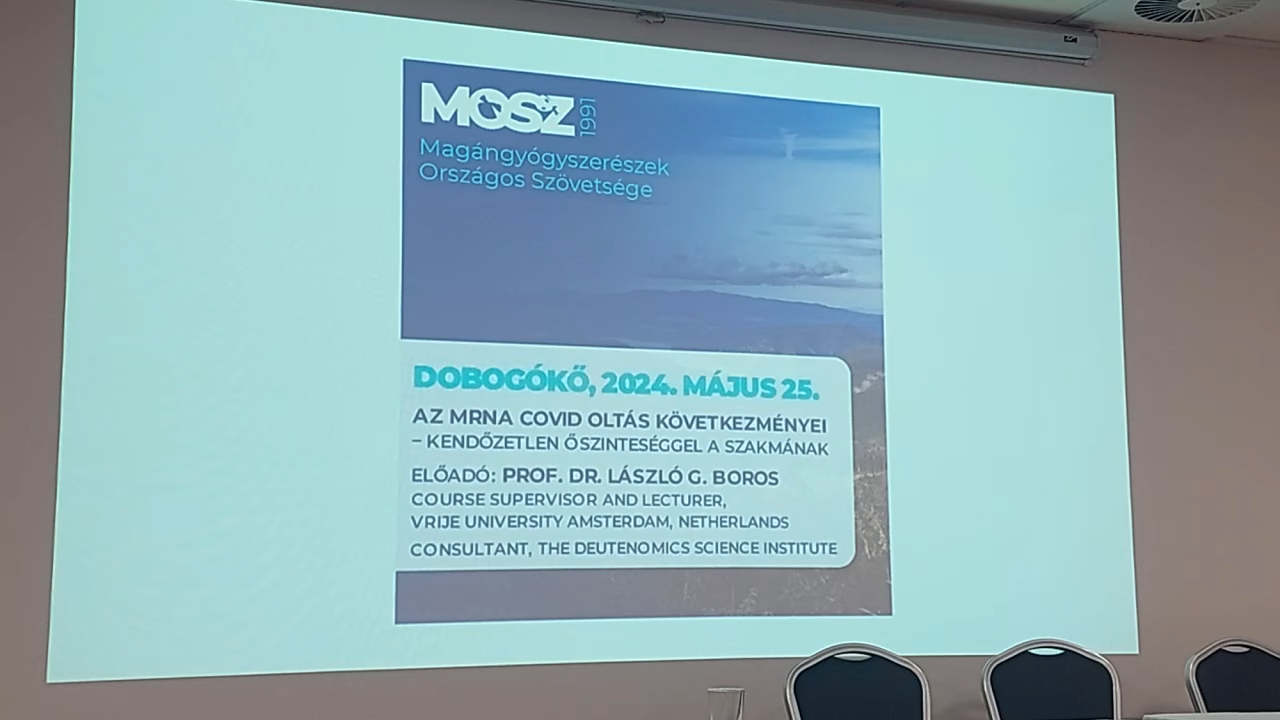 MOSZ 1991
Magángyógyszerészek
Országos Szövetsége
DOBOGÓKŐ, 2024. MÁJUS 25.
AZ MRNA COVID OLTÁS KÖVETKEZMÉNYEI
– KENDŐZETLEN ŐSZINTESÉGGEL A SZAKMÁNAK
ELŐADÓ: PROF. DR. LÁSZLÓ G. BOROS
COURSE SUPERVISOR AND LECTURER,
VRIJE UNIVERSITY AMSTERDAM, NETHERLANDS
CONSULTANT, THE DEUTENOMICS SCIENCE INSTITUTE